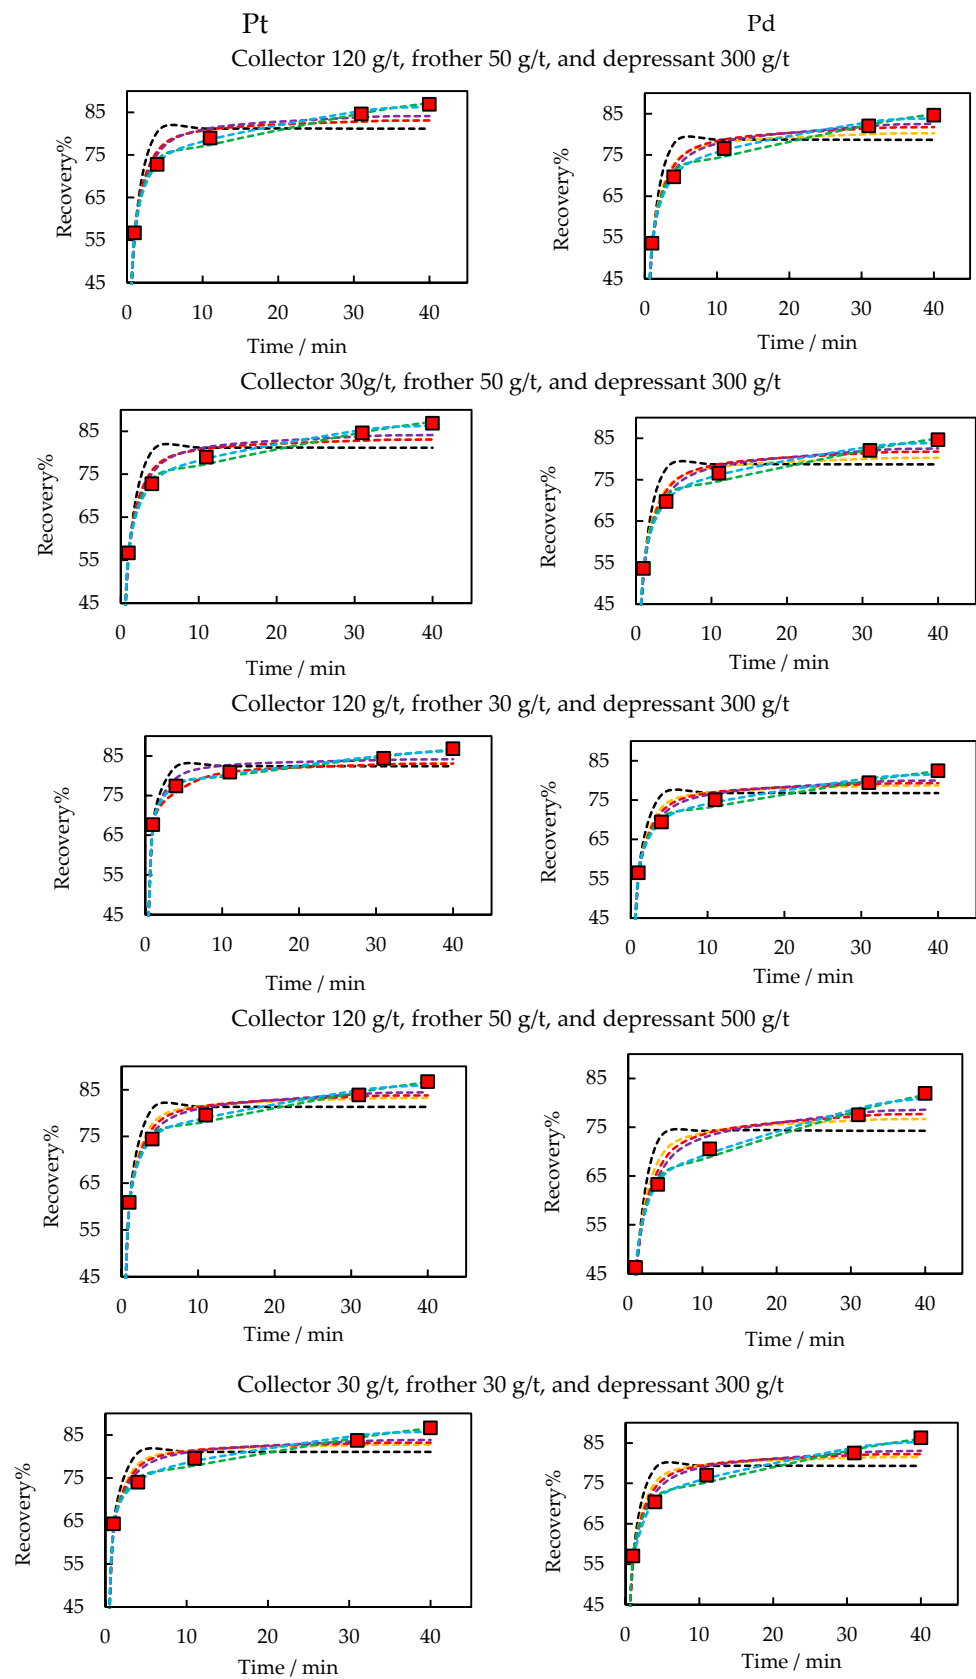 Pt Pd
Collector 120 g/t, frother 50 g/t, and depressant 300 g/t
85 85
75 75
65 65
55 55
45 45
Recovery% Recovery%
0 10 20 30 40 0 10 20 30 40
Time / min Time / min
Collector 30g/t, frother 50 g/t, and depressant 300 g/t
85 85
75 75
65 65
55 55
45 45
Recovery% Recovery%
0 10 20 30 40 0 10 20 30 40
Time / min Time / min
Collector 120 g/t, frother 30 g/t, and depressant 300 g/t
85 85
75 75
65 65
55 55
45 45
Recovery% Recovery%
0 10 20 30 40 0 10 20 30 40
Time / min Time / min
Collector 120 g/t, frother 50 g/t, and depressant 500 g/t
85 85
75 75
65 65
55 55
45 45
Recovery% Recovery%
0 10 20 30 40 0 10 20 30 40
Time / min Time / min
Collector 30 g/t, frother 30 g/t, and depressant 300 g/t
85 85
75 75
65 65
55 55
45 45
Recovery% Recovery%
0 10 20 30 40 0 10 20 30 40
Time / min Time / min